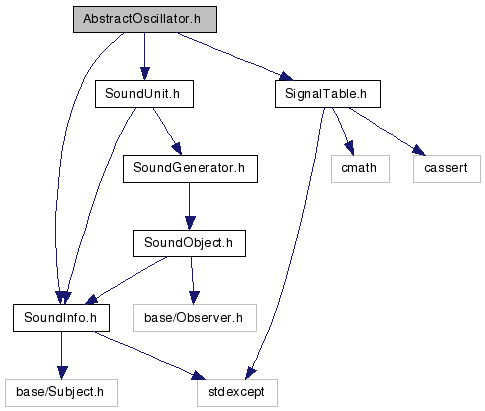 AbstractOscillator.h
SoundUnit.h
SignalTable.h
SoundGenerator.h
cmath
cassert
SoundObject.h
SoundInfo.h
base/Observer.h
base/Subject.h
stdexcept